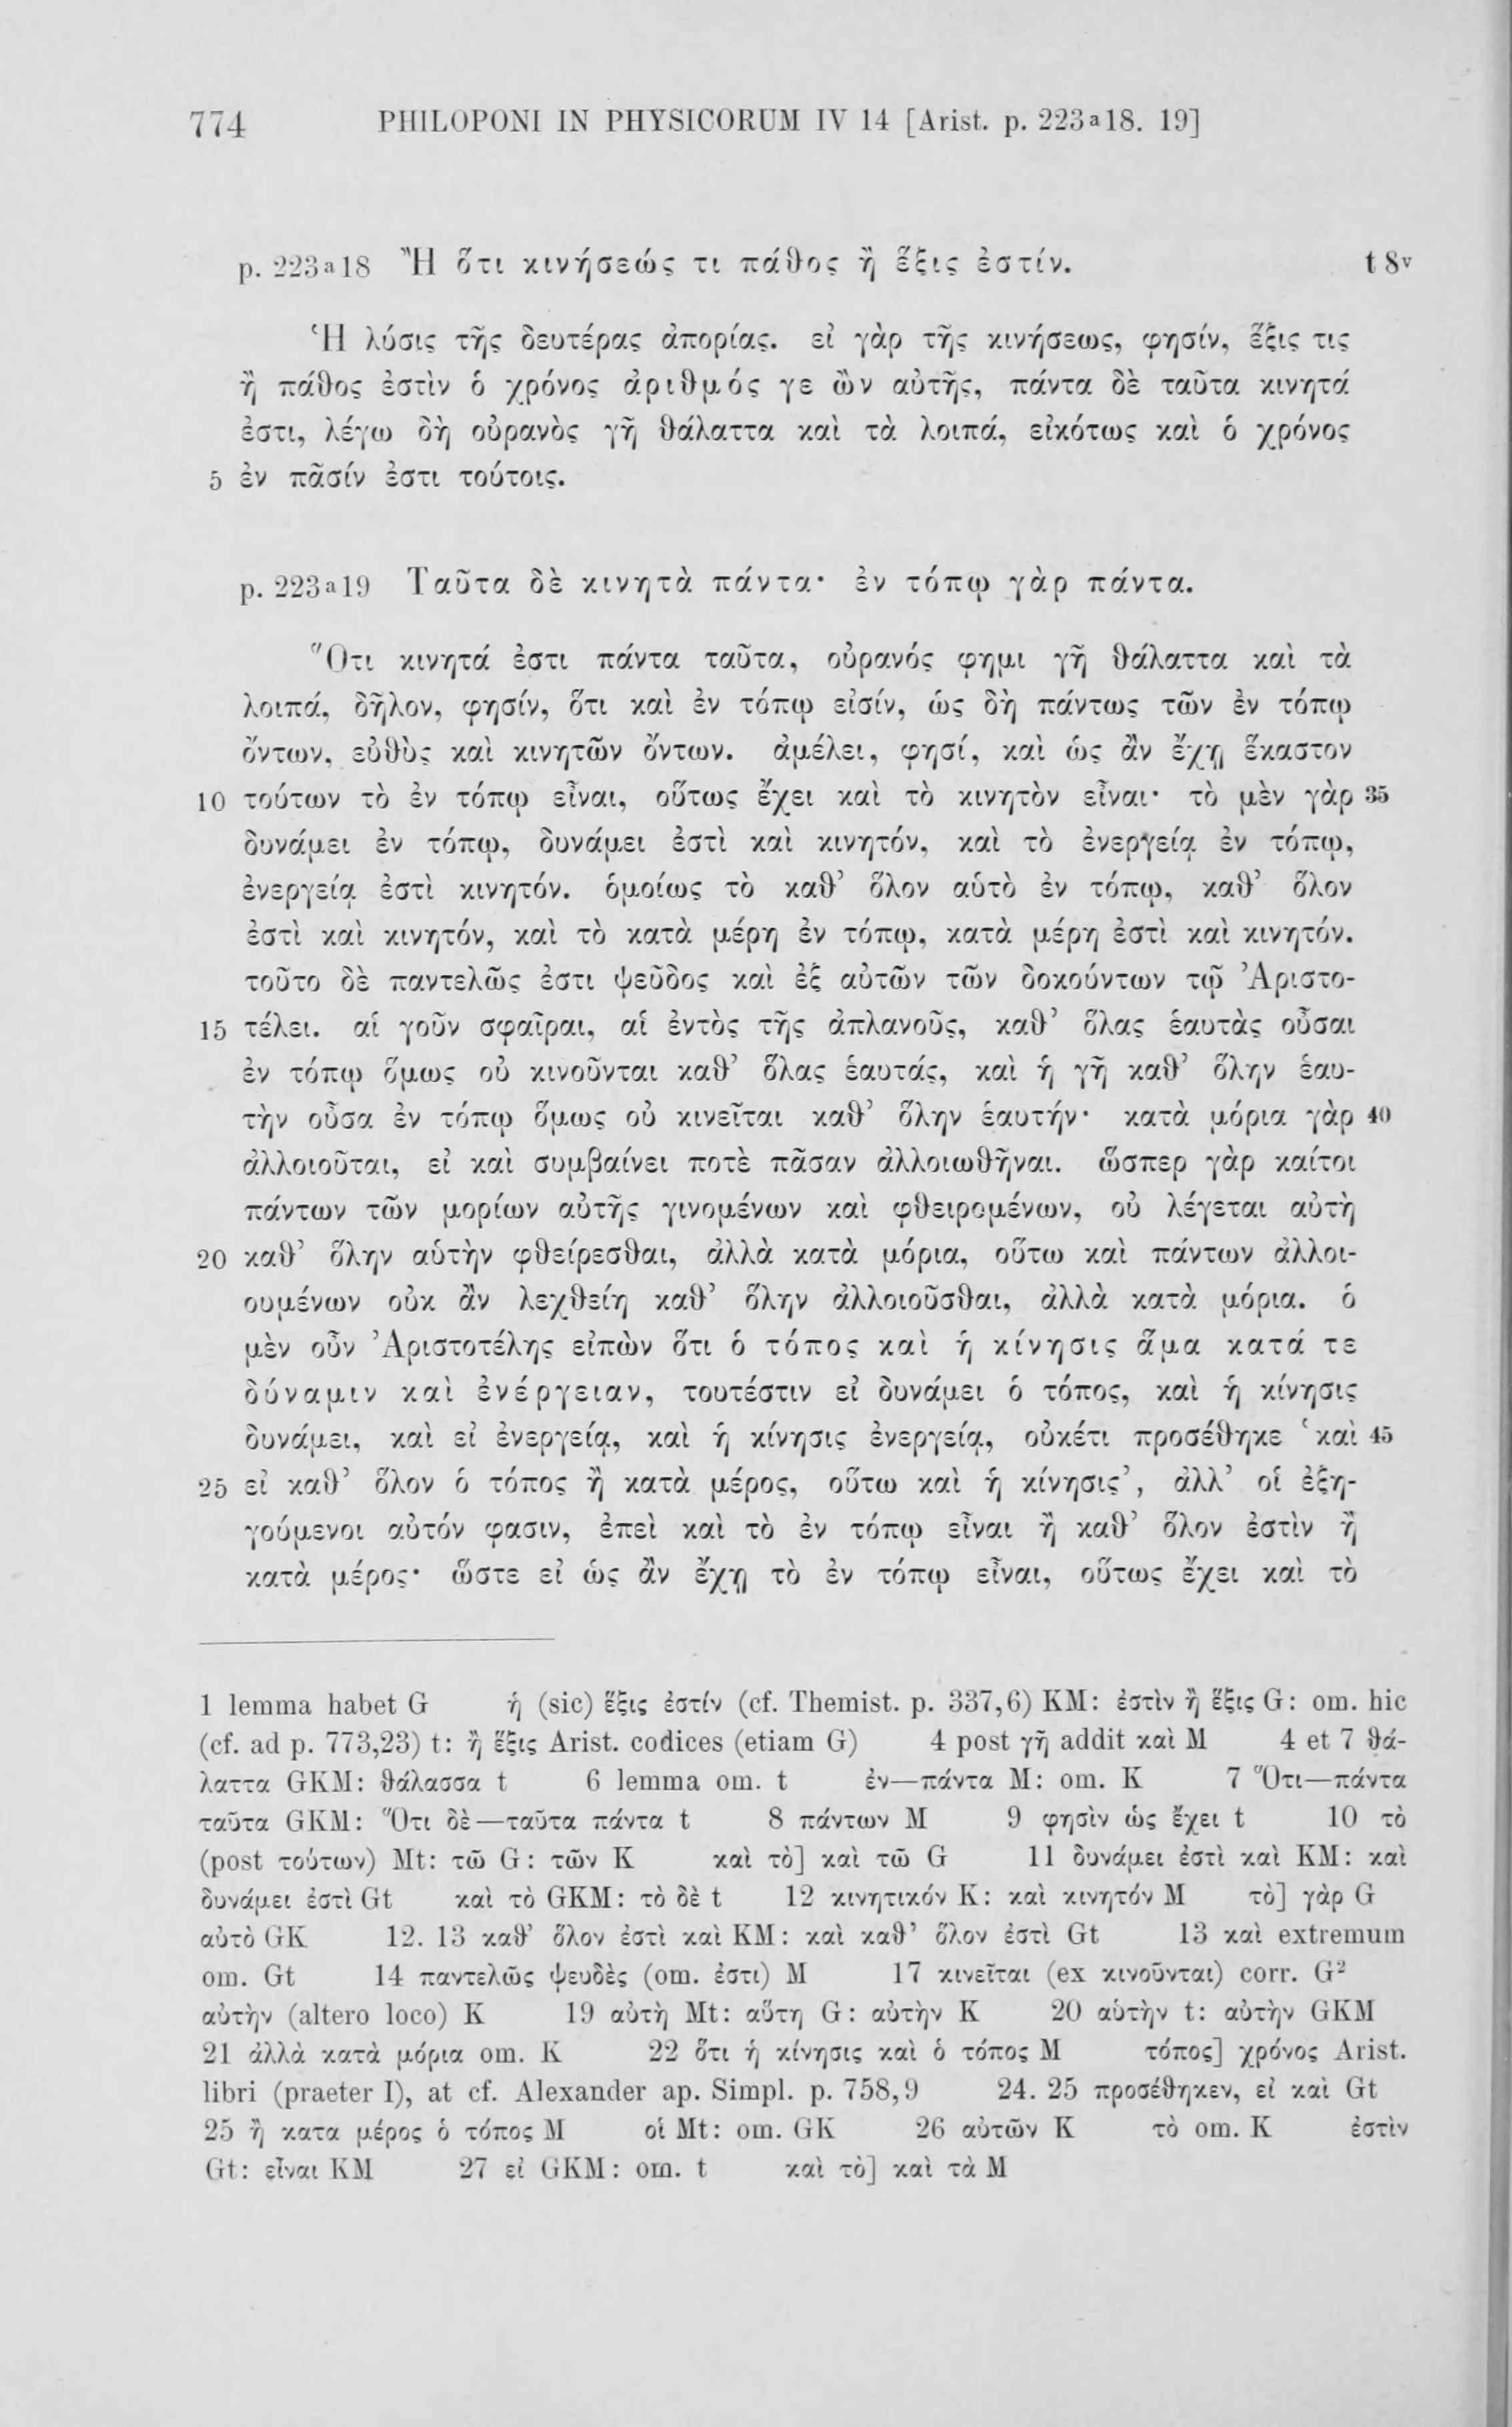 774 PHILOPONI IN PHYSICORUM IV 14 [Arist. p. 223a18. 19]
p. 223a18 Ἢ ὅτι κινήσεώς τι πάθος ἢ ἕξις ἐστίν. t 8v
Ἡ λύσις τῆς δευτέρας ἀπορίας. εἰ γὰρ τῆς κινήσεως, φησίν, ἕξις τις
ἢ πάθος ἐστὶν ὁ χρόνος ἀριθμός γε ὢν αὐτῆς, πάντα δὲ ταῦτα κινητά
ἐστι, λέγω δὴ οὐρανὸς γῆ θάλαττα καὶ τὰ λοιπά, εἰκότως καὶ ὁ χρόνος
5 ἐν πᾶσίν ἐστι τούτοις.
p. 223a19 Ταῦτα δὲ κινητὰ πάντα· ἐν τόπῳ γὰρ πάντα.
Ὅτι κινητά ἐστι πάντα ταῦτα, οὐρανός φημι γῆ θάλαττα καὶ τὰ
λοιπά, δῆλον, φησίν, ὅτι καὶ ἐν τόπῳ εἰσίν, ὡς δὴ πάντως τῶν ἐν τόπῳ
ὄντων, εὐθὺς καὶ κινητῶν ὄντων. ἀμέλει, φησί, καὶ ὡς ἂν ἔχῃ ἕκαστον
10 τούτων τὸ ἐν τόπῳ εἶναι, οὕτως ἔχει καὶ τὸ κινητὸν εἶναι· τὸ μὲν γὰρ 35
δυνάμει ἐν τόπῳ, δυνάμει ἐστὶ καὶ κινητόν, καὶ τὸ ἐνεργείᾳ ἐν τόπῳ,
ἐνεργείᾳ ἐστὶ κινητόν. ὁμοίως τὸ καθ’ ὅλον αὑτὸ ἐν τόπῳ, καθ’ ὅλον
ἐστὶ καὶ κινητόν, καὶ τὸ κατὰ μέρη ἐν τόπῳ, κατὰ μέρη ἐστὶ καὶ κινητόν.
τοῦτο δὲ παντελῶς ἐστι ψεῦδος καὶ ἐξ αὐτῶν τῶν δοκούντων τῷ Ἀριστο-
15 τέλει. αἱ γοῦν σφαῖραι, αἱ ἐντὸς τῆς ἀπλανοῦς, καθ’ ὅλας ἑαυτὰς οὖσαι
ἐν τόπῳ ὅμως οὐ κινοῦνται καθ’ ὅλας ἑαυτάς, καὶ ἡ γῆ καθ’ ὅλην ἑαυ-
τὴν οὖσα ἐν τόπῳ ὅμως οὐ κινεῖται καθ’ ὅλην ἑαυτήν· κατὰ μόρια γὰρ 40
ἀλλοιοῦται, εἰ καὶ συμβαίνει ποτὲ πᾶσαν ἀλλοιωθῆναι. ὥσπερ γὰρ καίτοι
πάντων τῶν μορίων αὐτῆς γινομένων καὶ φθειρομένων, οὐ λέγεται αὐτὴ
20 καθ’ ὅλην αὑτὴν φθείρεσθαι, ἀλλὰ κατὰ μόρια, οὕτω καὶ πάντων ἀλλοι-
ουμένων οὐκ ἂν λεχθείη καθ’ ὅλην ἀλλοιοῦσθαι, ἀλλὰ κατὰ μόρια. ὁ
μὲν οὖν Ἀριστοτέλης εἰπὼν ὅτι ὁ τόπος καὶ ἡ κίνησις ἅμα κατά τε
δύναμιν καὶ ἐνέργειαν, τουτέστιν εἰ δυνάμει ὁ τόπος, καὶ ἡ κίνησις
δυνάμει, καὶ εἰ ἐνεργείᾳ, καὶ ἡ κίνησις ἐνεργείᾳ, οὐκέτι προσέθηκε ‘καὶ 45
25 εἰ καθ’ ὅλον ὁ τόπος ἢ κατὰ μέρος, οὕτω καὶ ἡ κίνησις’, ἀλλ’ οἱ ἐξη-
γούμενοι αὐτόν φασιν, ἐπεὶ καὶ τὸ ἐν τόπῳ εἶναι ἢ καθ’ ὅλον ἐστὶν ἢ
κατὰ μέρος· ὥστε εἰ ὡς ἂν ἔχῃ τὸ ἐν τόπῳ εἶναι, οὕτως ἔχει καὶ τὸ
1 lemma habet G ἡ (sic) ἕξις ἐστίν (cf. Themist. p. 337,6) KM: ἐστὶν ἢ ἕξις G: om. hic
(cf. ad p. 773,23) t: ἢ ἕξις Arist. codices (etiam G) 4 post γῆ addit καὶ M 4 et 7 θά-
λαττα GKM: θάλασσα t 6 lemma om. t ἐν—πάντα M: om. K 7 Ὅτι—πάντα
ταῦτα GKM: Ὅτι δὲ—ταῦτα πάντα t 8 πάντων M 9 φησὶν ὡς ἔχει t 10 τὸ
(post τούτων) Mt: τῶ G: τῶν K καὶ τὸ] καὶ τῶ G 11 δυνάμει ἐστὶ καὶ KM: καὶ
δυνάμει ἐστὶ Gt καὶ τὸ GKM: τὸ δὲ t 12 κινητικόν K: καὶ κινητόν M τὸ] γὰρ G
αὐτὸ GK 12. 13 καθ’ ὅλον ἐστὶ καὶ KM: καὶ καθ’ ὅλον ἐστὶ Gt 13 καὶ extremum
om. Gt 14 παντελῶς ψευδὲς (om. ἐστι) M 17 κινεῖται (ex κινοῦνται) corr. G2
αὐτὴν (altero loco) K 19 αὐτὴ Mt: αὕτη G: αὐτὴν K 20 αὑτὴν t: αὐτὴν GKM
21 ἀλλὰ κατὰ μόρια om. K 22 ὅτι ἡ κίνησις καὶ ὁ τόπος M τόπος] χρόνος Arist.
libri (praeter I), at cf. Alexander ap. Simpl. p. 758,9 24. 25 προσέθηκεν, εἰ καὶ Gt
25 ἢ κατα μέρος ὁ τόπος M οἱ Mt: om. GK 26 αὐτῶν K τὸ om. K ἐστὶν
Gt: εἶναι KM 27 εἰ GKM: om. t καὶ τὸ] καὶ τὰ M